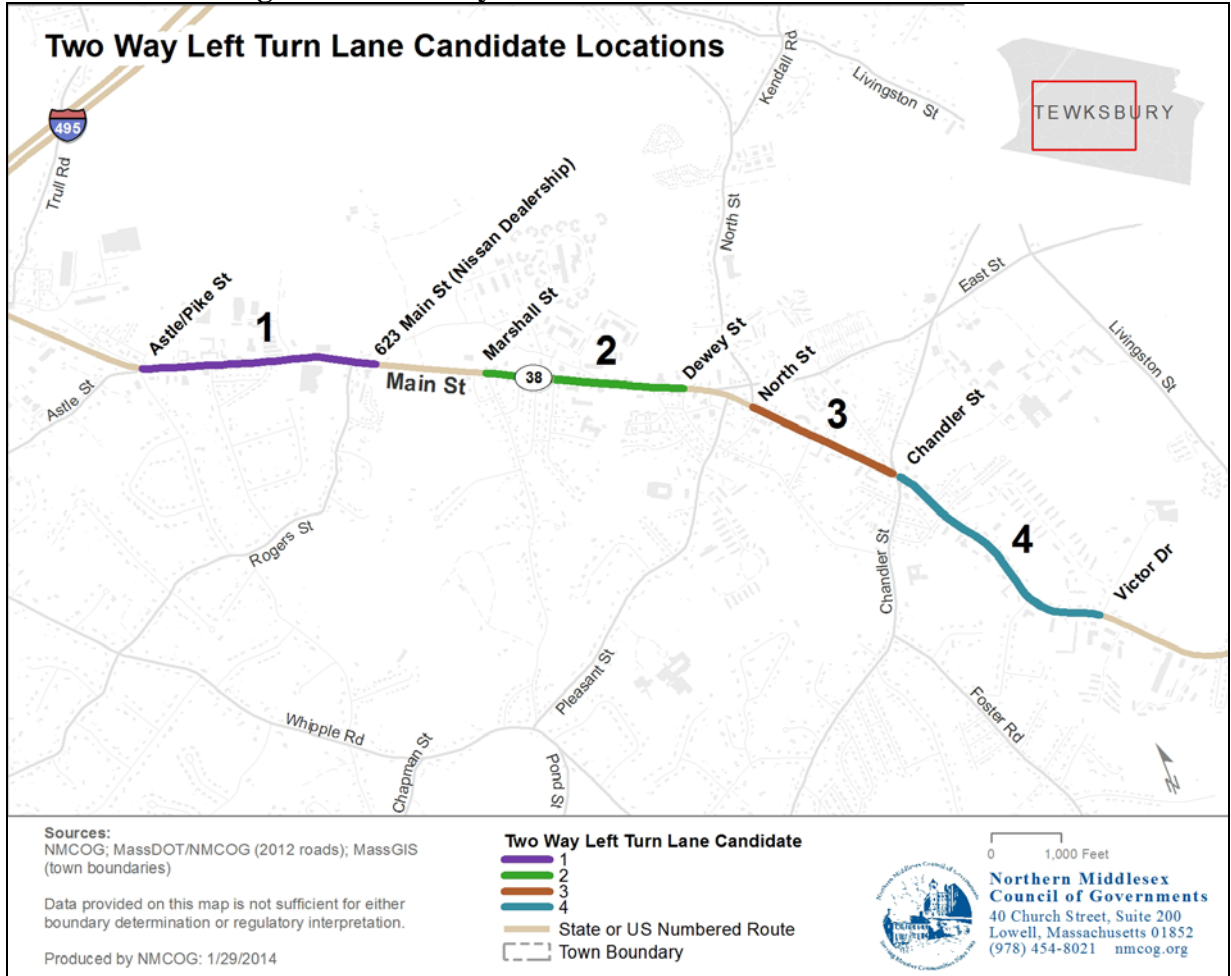 Two Way Left Turn Lane Candidate Locations
495
Trull Rd
Kendall Rd
Livingston St
TEWKSBURY
North St
Astle/Pike St
1
623 Main St (Nissan Dealership)
Marshall St
2
Dewey St
North St
East St
Livingston St
Astle St
Main St
38
3
Chandler St
Rogers St
4
Victor Dr
Chandler St
Pleasant St
Foster Rd
Whipple Rd
Chapman St
Pond St
N
Sources:
NMCOG; MassDOT/NMCOG (2012 roads); MassGIS
(town boundaries)
Data provided on this map is not sufficient for either
boundary determination or regulatory interpretation.
Produced by NMCOG: 1/29/2014
Two Way Left Turn Lane Candidate
1
2
3
4
State or US Numbered Route
Town Boundary
0 1,000 Feet
Northern Middlesex
Council of Governments
40 Church Street, Suite 200
Lowell, Massachusetts 01852
(978) 454-8021 nmcog.org